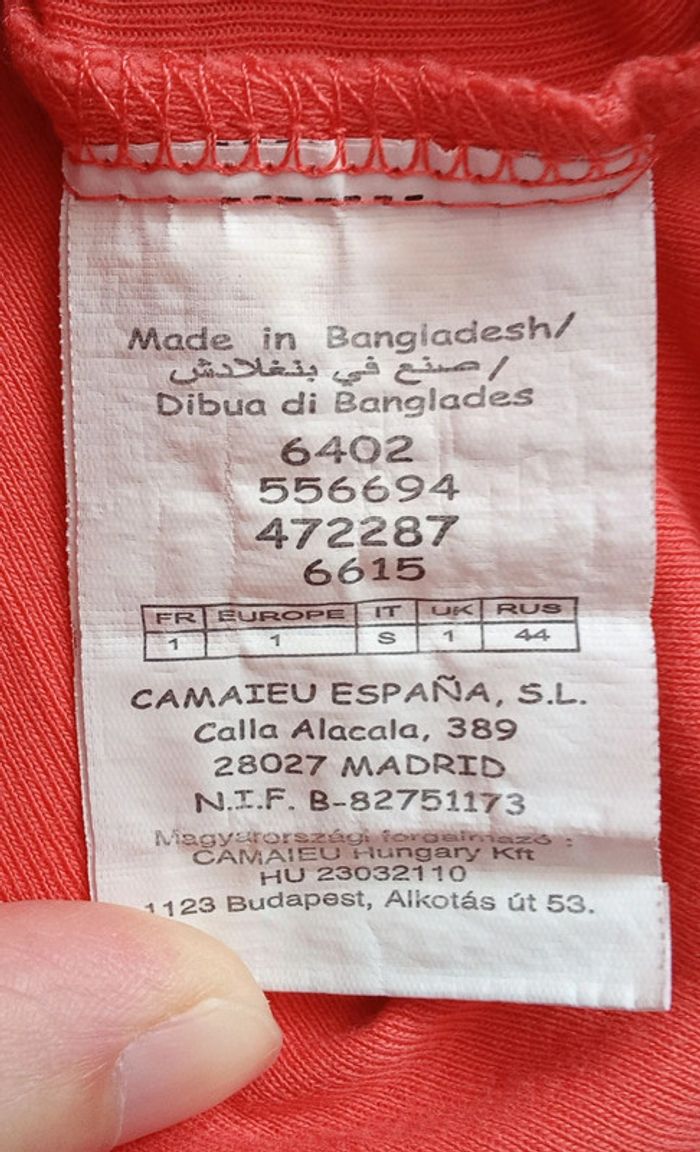 Made in Bangladesh/
صنع في بنغلادش/
Dibua di Banglades
6402
556694
472287
6615
FR EUROPE IT UK RUS
1 1 S 1 44
CAMAIEU ESPAÑA, S.L.
Calla Alacala, 389
28027 MADRID
N.I.F. B-82751173
Magyarországi forgalmazó :
CAMAIEU Hungary Kft
HU 23032110
1123 Budapest, Alkotás út 53.